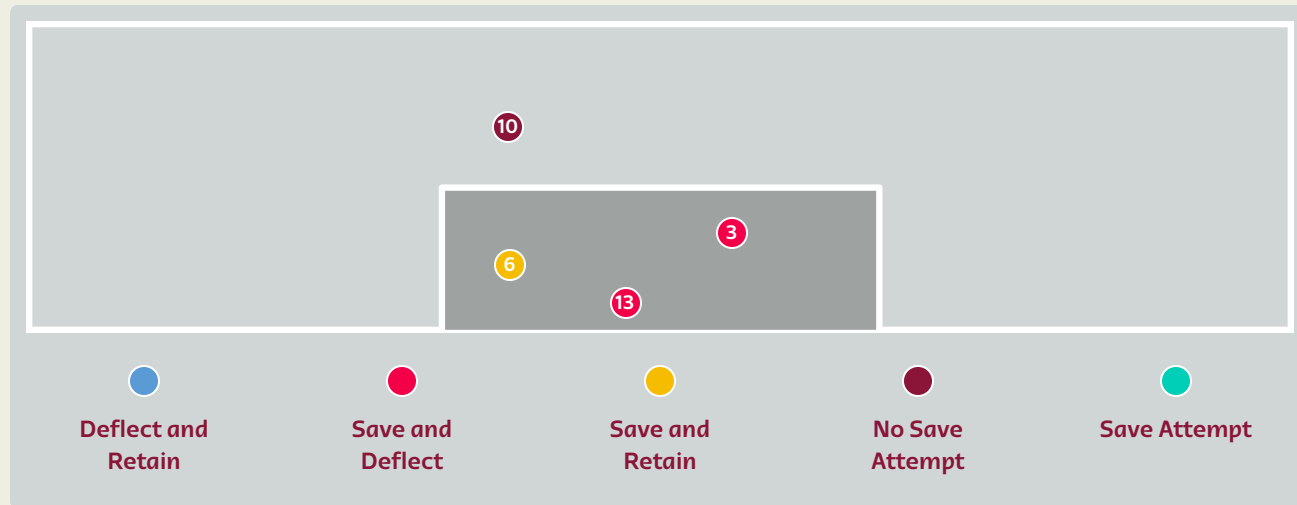 10
3
6
13
Deflect and
Retain
Save and
Deflect
Save and
Retain
No Save
Attempt
Save Attempt